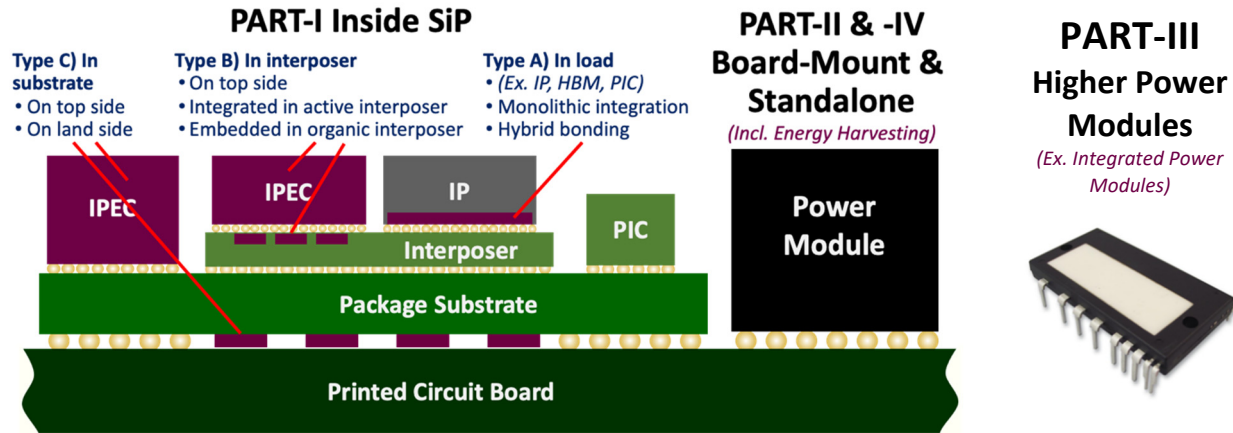 PART-I Inside SiP
Type C) In
substrate
• On top side
• On land side
Type B) In interposer
• On top side
• Integrated in active interposer
• Embedded in organic interposer
Type A) In load
• (Ex. IP, HBM, PIC)
• Monolithic integration
• Hybrid bonding
PART-II & -IV
Board-Mount &
Standalone
(Incl. Energy Harvesting)
PART-III
Higher Power
Modules
(Ex. Integrated Power
Modules)
IPEC
IPEC
IP
PIC
Interposer
Package Substrate
Power
Module
Printed Circuit Board